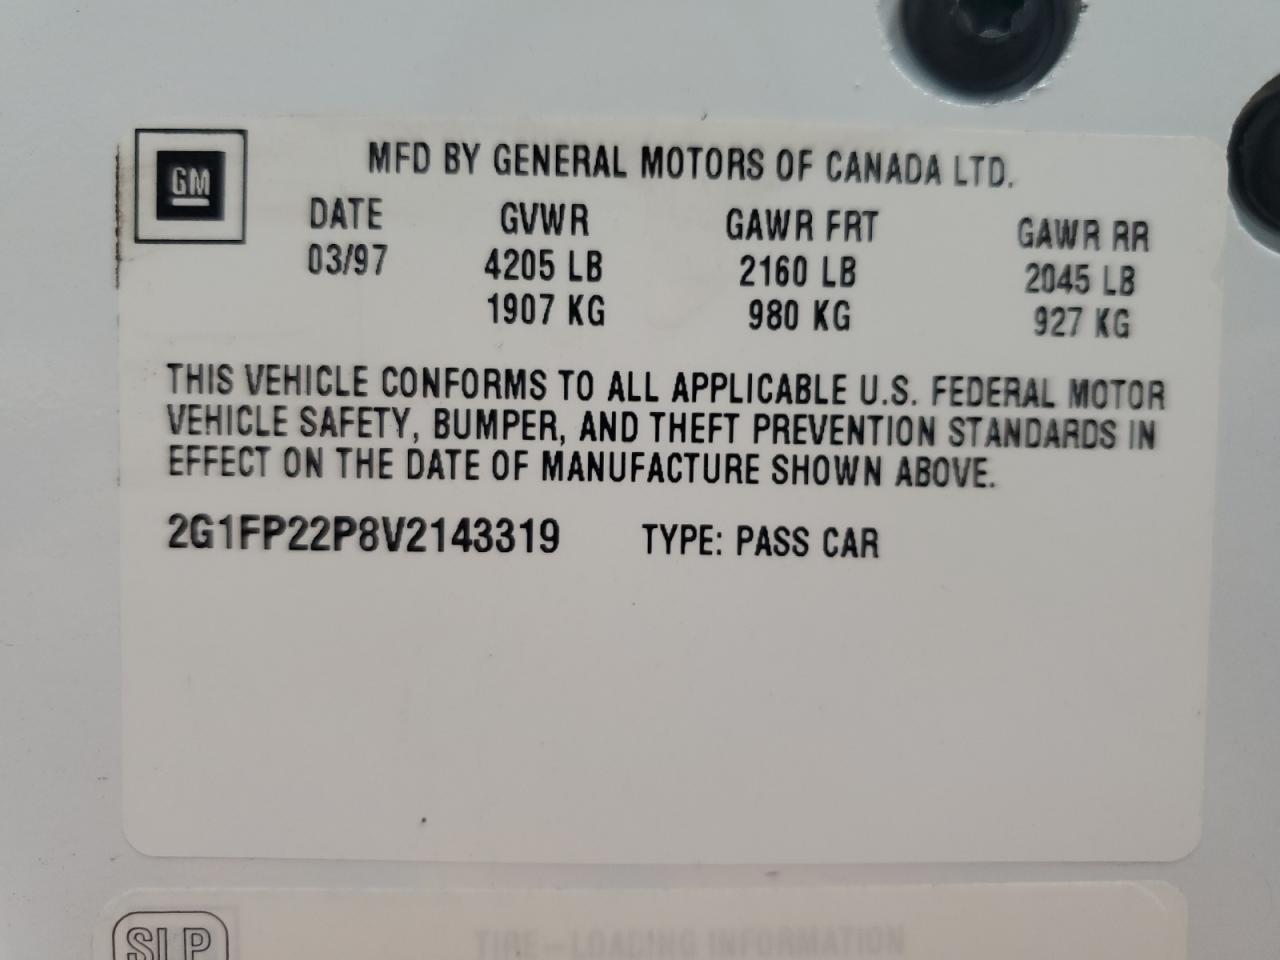 GM
MFD BY GENERAL MOTORS OF CANADA LTD.
DATE GVWR GAWR FRT GAWR RR
03/97 4205 LB 2160 LB 2045 LB
1907 KG 980 KG 927 KG
THIS VEHICLE CONFORMS TO ALL APPLICABLE U.S. FEDERAL MOTOR
VEHICLE SAFETY, BUMPER, AND THEFT PREVENTION STANDARDS IN
EFFECT ON THE DATE OF MANUFACTURE SHOWN ABOVE.
2G1FP22P8V2143319 TYPE: PASS CAR
SLP TIRE-LOADING INFORMATION